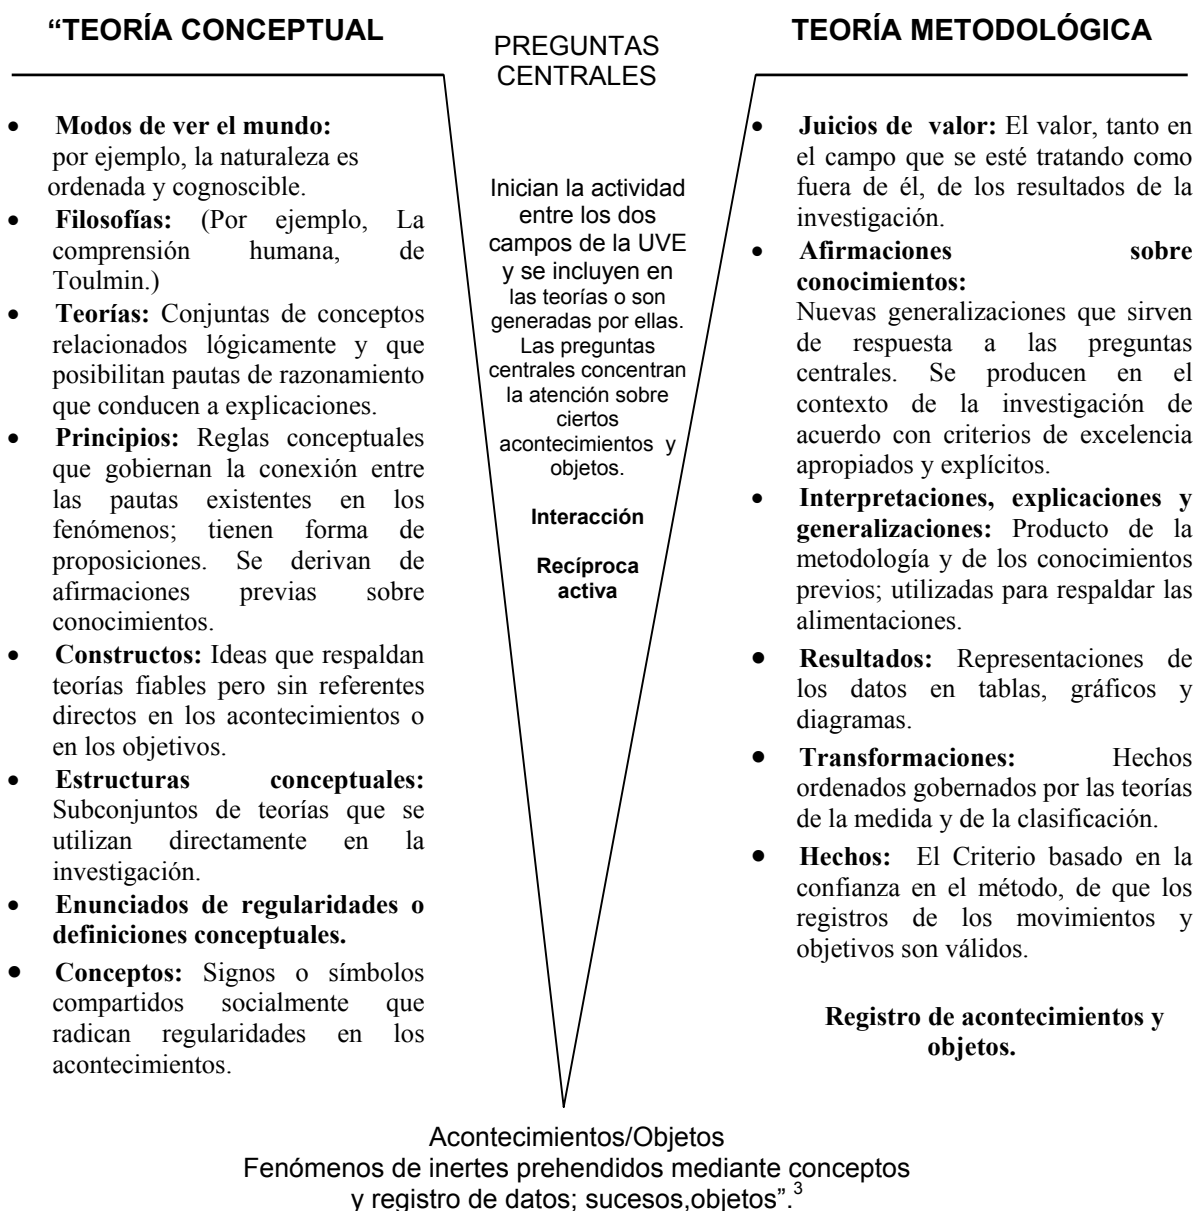 “TEORÍA CONCEPTUAL
• Modos de ver el mundo:
por ejemplo, la naturaleza es
ordenada y cognoscible.
• Filosofías: (Por ejemplo, La
comprensión humana, de
Toulmin.)
• Teorías: Conjuntas de conceptos
relacionados lógicamente y que
posibilitan pautas de razonamiento
que conducen a explicaciones.
• Principios: Reglas conceptuales
que gobiernan la conexión entre
las pautas existentes en los
fenómenos; tienen forma de
proposiciones. Se derivan de
afirmaciones previas sobre
conocimientos.
• Constructos: Ideas que respaldan
teorías fiables pero sin referentes
directos en los acontecimientos o
en los objetivos.
• Estructuras conceptuales:
Subconjuntos de teorías que se
utilizan directamente en la
investigación.
• Enunciados de regularidades o
definiciones conceptuales.
• Conceptos: Signos o símbolos
compartidos socialmente que
radican regularidades en los
acontecimientos.
PREGUNTAS
CENTRALES
Inician la actividad
entre los dos
campos de la UVE
y se incluyen en
las teorías o son
generadas por ellas.
Las preguntas
centrales concentran
la atención sobre
ciertos
acontecimientos y
objetos.
Interacción
Recíproca
activa
TEORÍA METODOLÓGICA
• Juicios de valor: El valor, tanto en
el campo que se esté tratando como
fuera de él, de los resultados de la
investigación.
• Afirmaciones sobre
conocimientos:
Nuevas generalizaciones que sirven
de respuesta a las preguntas
centrales. Se producen en el
contexto de la investigación de
acuerdo con criterios de excelencia
apropiados y explícitos.
• Interpretaciones, explicaciones y
generalizaciones: Producto de la
metodología y de los conocimientos
previos; utilizadas para respaldar las
alimentaciones.
• Resultados: Representaciones de
los datos en tablas, gráficos y
diagramas.
• Transformaciones: Hechos
ordenados gobernados por las teorías
de la medida y de la clasificación.
• Hechos: El Criterio basado en la
confianza en el método, de que los
registros de los movimientos y
objetivos son válidos.
Registro de acontecimientos y
objetos.
Acontecimientos/Objetos
Fenómenos de inertes prehendidos mediante conceptos
y registro de datos; sucesos,objetos”.3